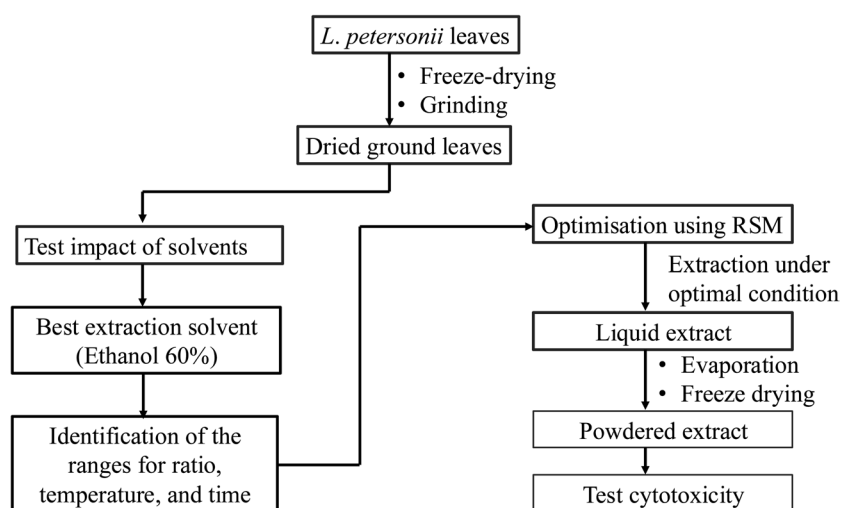 L. petersonii leaves
• Freeze-drying
• Grinding
Dried ground leaves
Test impact of solvents
Best extraction solvent
(Ethanol 60%)
Identification of the
ranges for ratio,
temperature, and time
Optimisation using RSM
Extraction under
optimal condition
Liquid extract
• Evaporation
• Freeze drying
Powdered extract
Test cytotoxicity